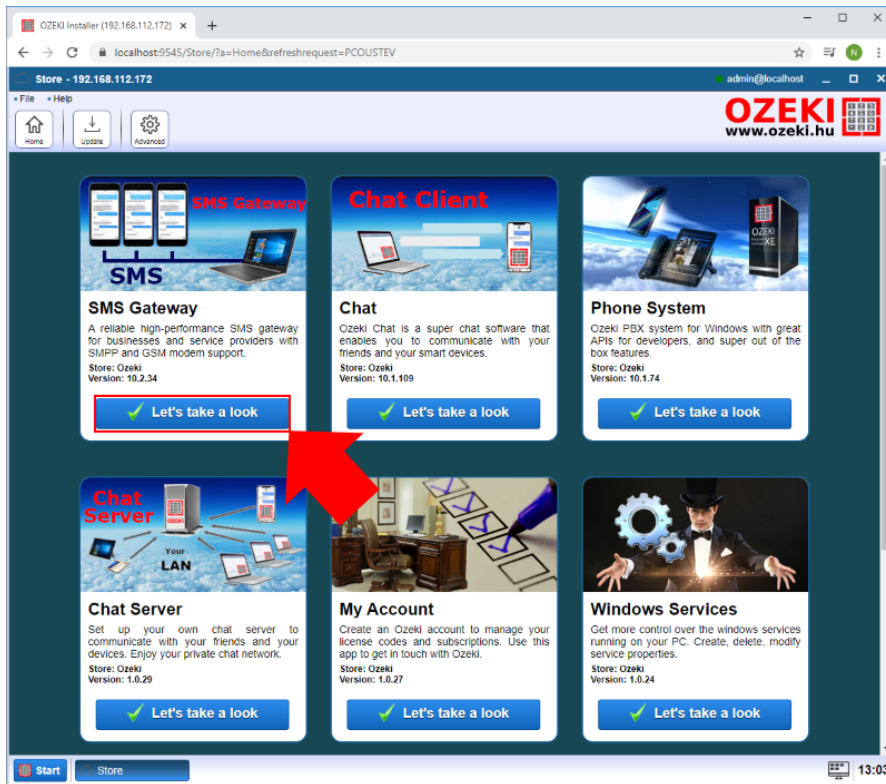 OZEKI Installer (192.168.112.172)
localhost:9545/Store/?a=Home&refreshrequest=PCOUSTEV
N
Store - 192.168.112.172
admin@localhost
File
Help
Home
Update
Advanced
OZEKI
www.ozeki.hu
SMS Gateway
SMS
SMS Gateway
A reliable high-performance SMS gateway
for businesses and service providers with
SMPP and GSM modem support.
Store: Ozeki
Version: 10.2.34
Let's take a look
Chat Client
Chat
Ozeki Chat is a super chat software that
enables you to communicate with your
friends and your smart devices.
Store: Ozeki
Version: 10.1.109
Let's take a look
OZEKI
XE
Phone System
Ozeki PBX system for Windows with great
APIs for developers, and super out of the
box features.
Store: Ozeki
Version: 10.1.74
Let's take a look
Chat
Server
OZEKI
Your
LAN
Chat Server
Set up your own chat server to
communicate with your friends and your
devices. Enjoy your private chat network.
Store: Ozeki
Version: 1.0.29
Let's take a look
My Account
Create an Ozeki account to manage your
license codes and subscriptions. Use this
app to get in touch with Ozeki.
Store: Ozeki
Version: 1.0.27
Let's take a look
Windows Services
Get more control over the windows services
running on your PC. Create, delete, modify
service properties.
Store: Ozeki
Version: 1.0.24
Let's take a look
Start
Store
13:03